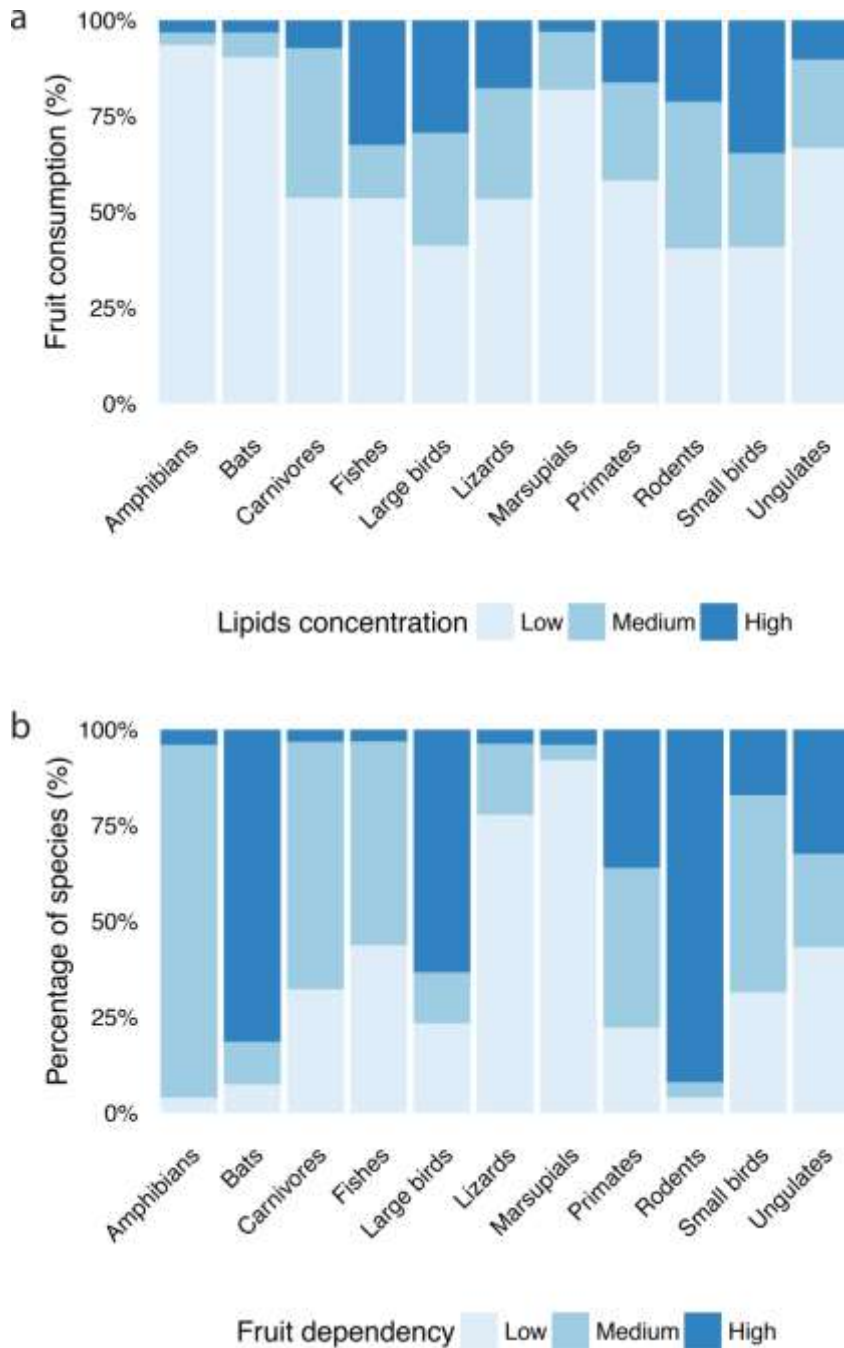 a
Fruit consumption (%)
100%
75%
50%
25%
0%
Amphibians
Bats
Carnivores
Fishes
Large birds
Lizards
Marsupials
Primates
Rodents
Small birds
Ungulates
Lipids concentration Low Medium High
b
Percentage of species (%)
100%
75%
50%
25%
0%
Amphibians
Bats
Carnivores
Fishes
Large birds
Lizards
Marsupials
Primates
Rodents
Small birds
Ungulates
Fruit dependency Low Medium High